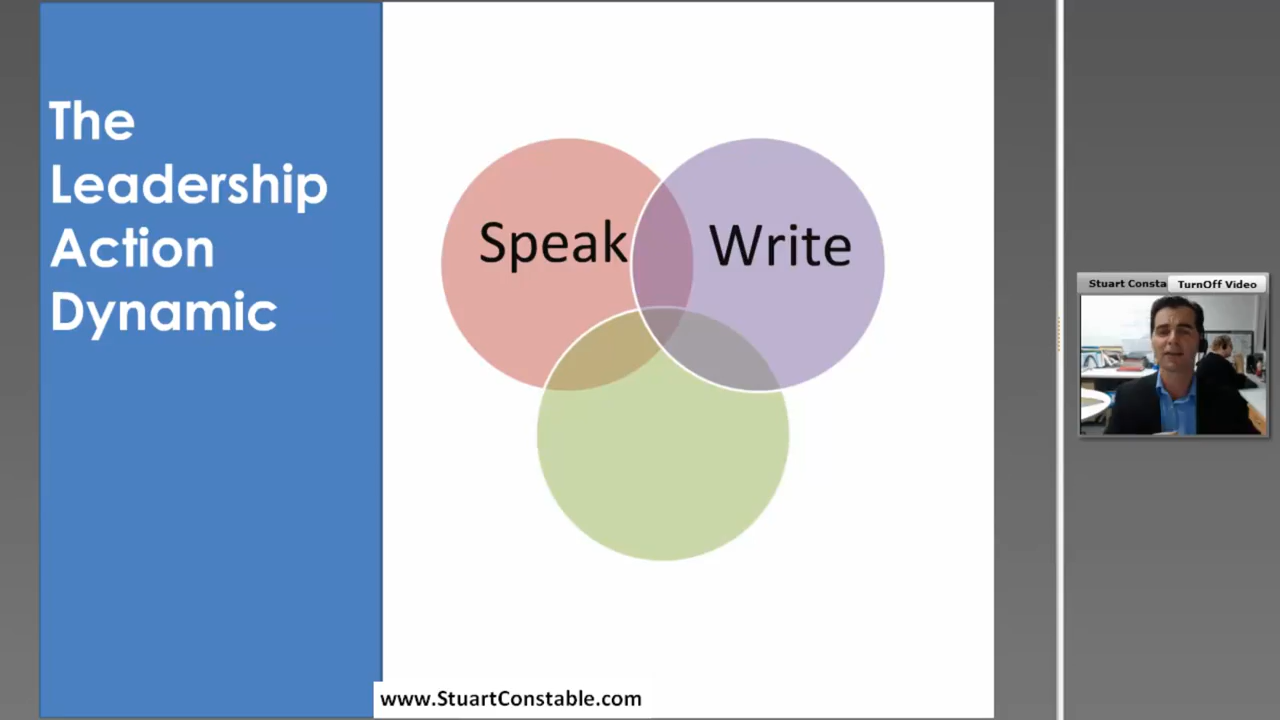 The
Leadership
Action
Dynamic
Speak
Write
www.StuartConstable.com
Stuart Consta
TurnOff Video